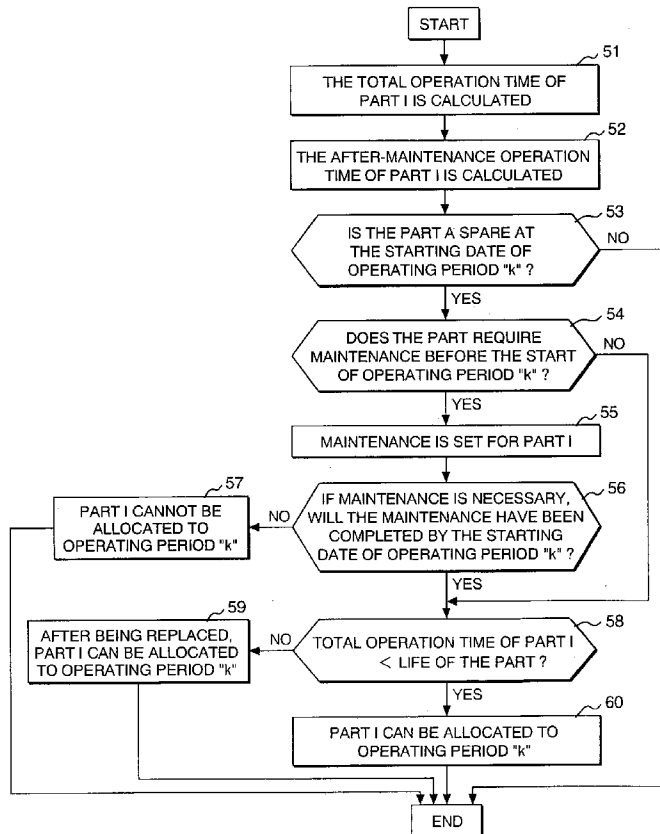 START
51
THE TOTAL OPERATION TIME OF
PART I IS CALCULATED
52
THE AFTER-MAINTENANCE OPERATION
TIME OF PART I IS CALCULATED
53
IS THE PART A SPARE AT
THE STARTING DATE OF
OPERATING PERIOD "k" ?
NO
YES
54
DOES THE PART REQUIRE
MAINTENANCE BEFORE THE START
OF OPERATING PERIOD "k" ?
NO
YES
55
MAINTENANCE IS SET FOR PART I
56
IF MAINTENANCE IS NECESSARY,
WILL THE MAINTENANCE HAVE BEEN
COMPLETED BY THE STARTING
DATE OF OPERATING PERIOD "k" ?
NO
57
PART I CANNOT BE
ALLOCATED TO
OPERATING PERIOD "k"
YES
58
TOTAL OPERATION TIME OF PART I
< LIFE OF THE PART ?
NO
59
AFTER BEING REPLACED,
PART I CAN BE ALLOCATED
TO OPERATING PERIOD "k"
YES
60
PART I CAN BE ALLOCATED TO
OPERATING PERIOD "k"
END